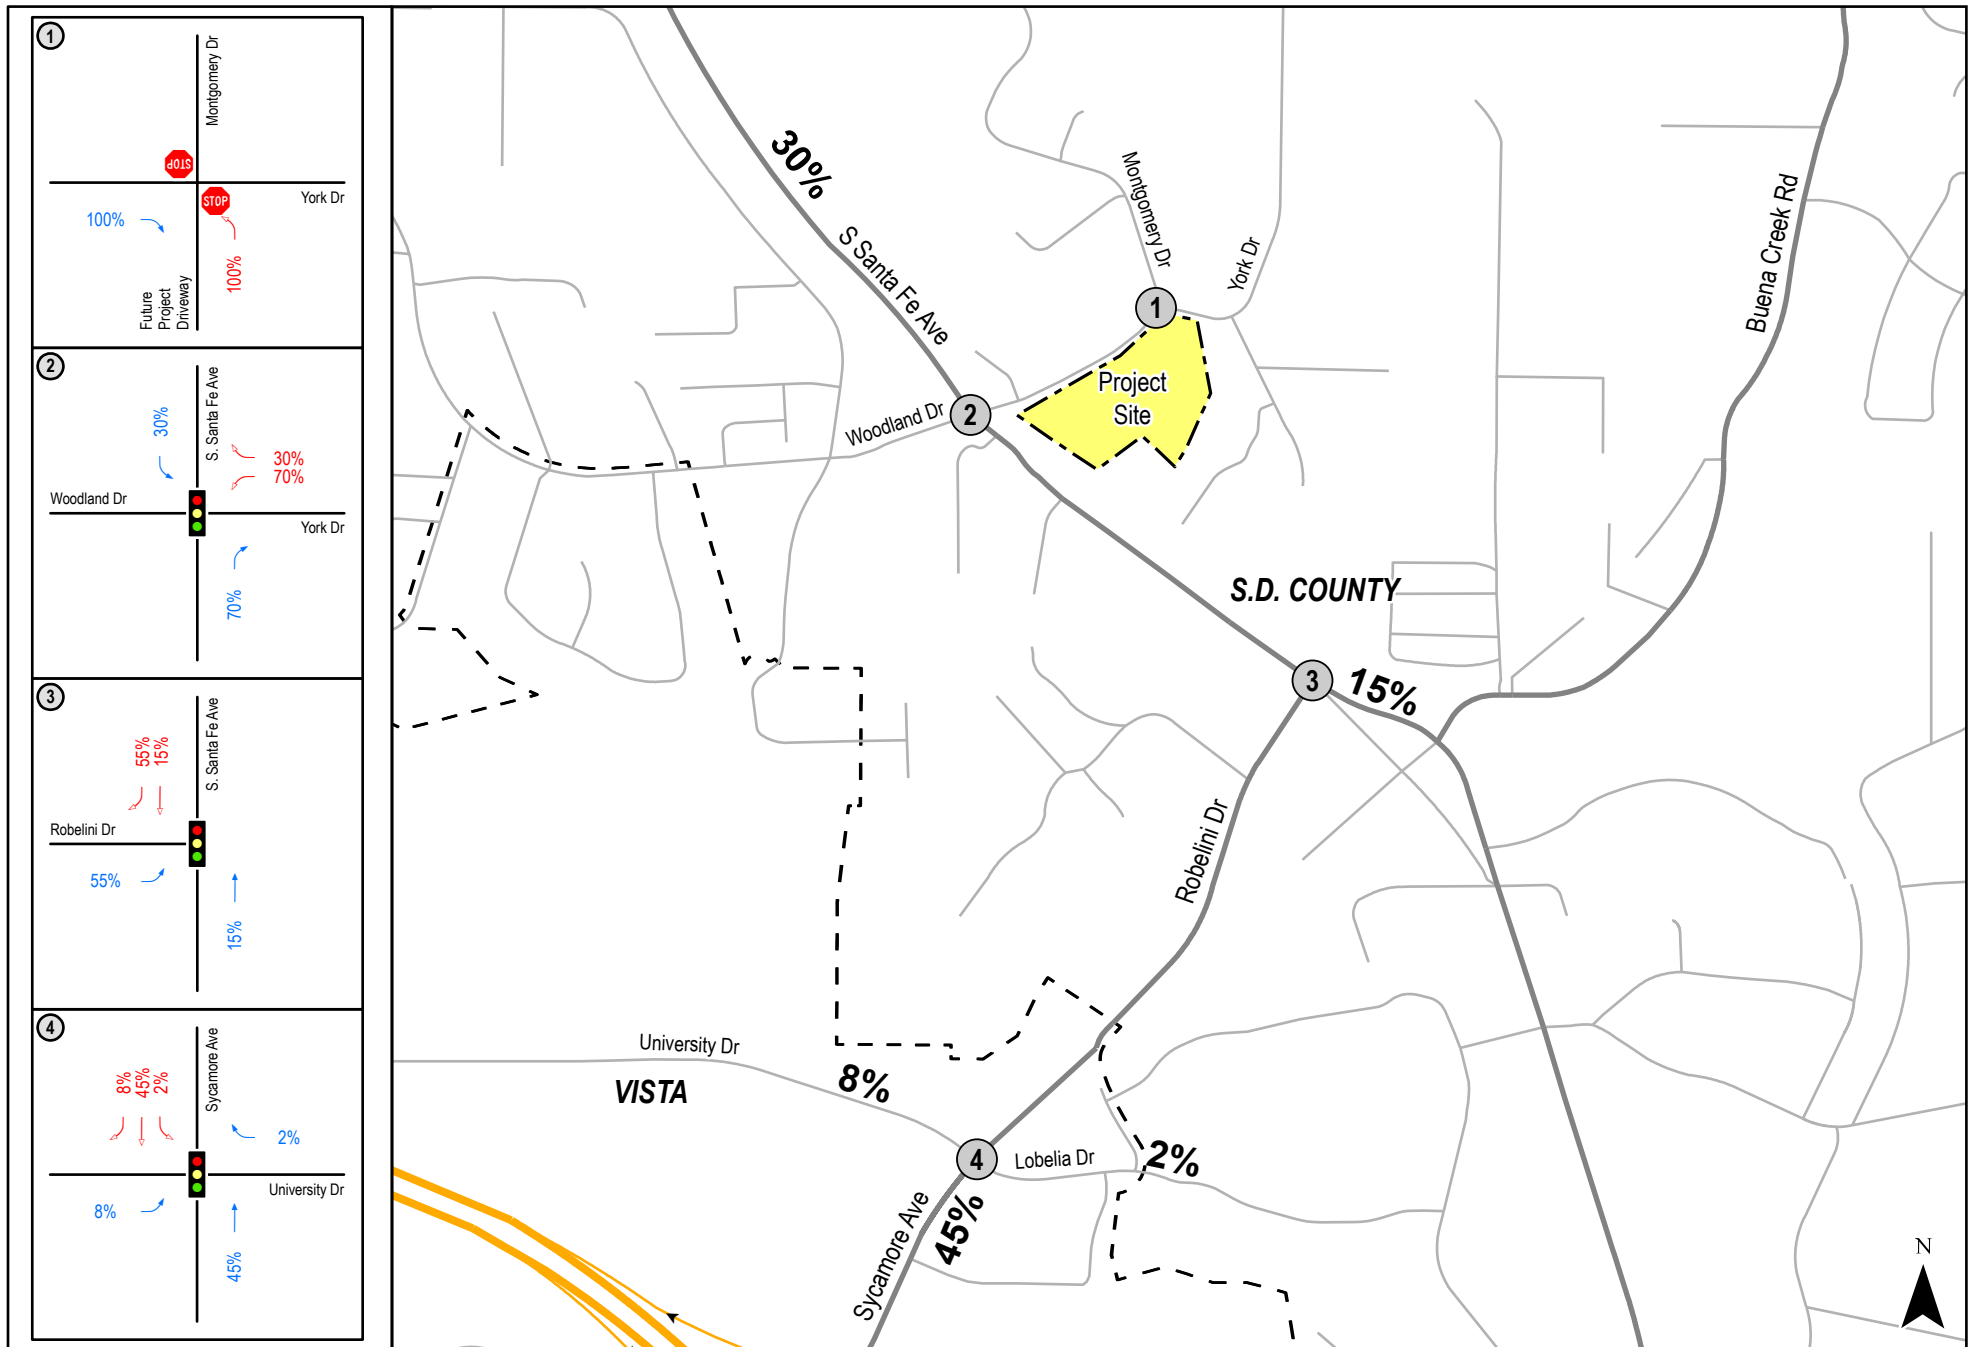 1
Montgomery Dr
STOP
STOP
York Dr
100%
100%
Future
Project
Driveway
2
S. Santa Fe Ave
30%
30%
70%
Woodland Dr
York Dr
70%
3
S. Santa Fe Ave
55%
15%
Robelini Dr
55%
15%
4
Sycamore Ave
8%
45%
2%
2%
University Dr
8%
45%
30%
S Santa Fe Ave
Montgomery Dr
York Dr
Buena Creek Rd
1
Project
Site
2
Woodland Dr
S.D. COUNTY
3
15%
Robelini Dr
University Dr
VISTA
8%
4
Lobelia Dr
2%
Sycamore Ave
45%
N